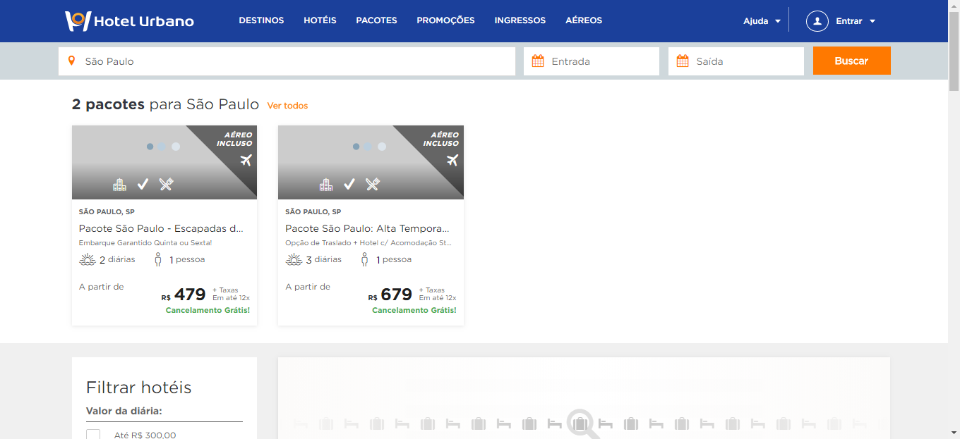 Hotel Urbano
DESTINOS HOTÉIS PACOTES PROMOÇÕES INGRESSOS AÉREOS
Ajuda Entrar
São Paulo Entrada Saída Buscar
2 pacotes para São Paulo Ver todos
AÉREO
INCLUSO
SÃO PAULO, SP
Pacote São Paulo - Escapadas d...
Embarque Garantido Quinta ou Sexta!
2 diárias 1 pessoa
A partir de
R$ 479 + Taxas
Em até 12x
Cancelamento Grátis!
AÉREO
INCLUSO
SÃO PAULO, SP
Pacote São Paulo: Alta Tempora...
Opção de Traslado + Hotel c/ Acomodação St...
3 diárias 1 pessoa
A partir de
R$ 679 + Taxas
Em até 12x
Cancelamento Grátis!
Filtrar hotéis
Valor da diária:
Até R$ 300,00